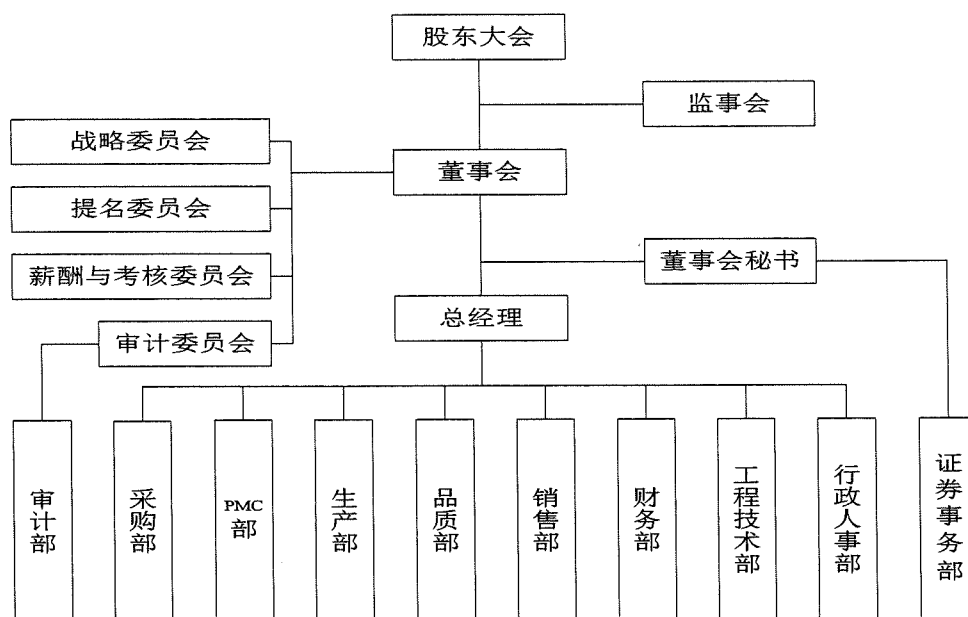 股东大会
监事会
战略委员会
董事会
提名委员会
董事会秘书
薪酬与考核委员会
总经理
审计委员会
审计部
采购部
PMC
部
生产部
品质部
销售部
财务部
工程技术部
行政人事部
证券事务部